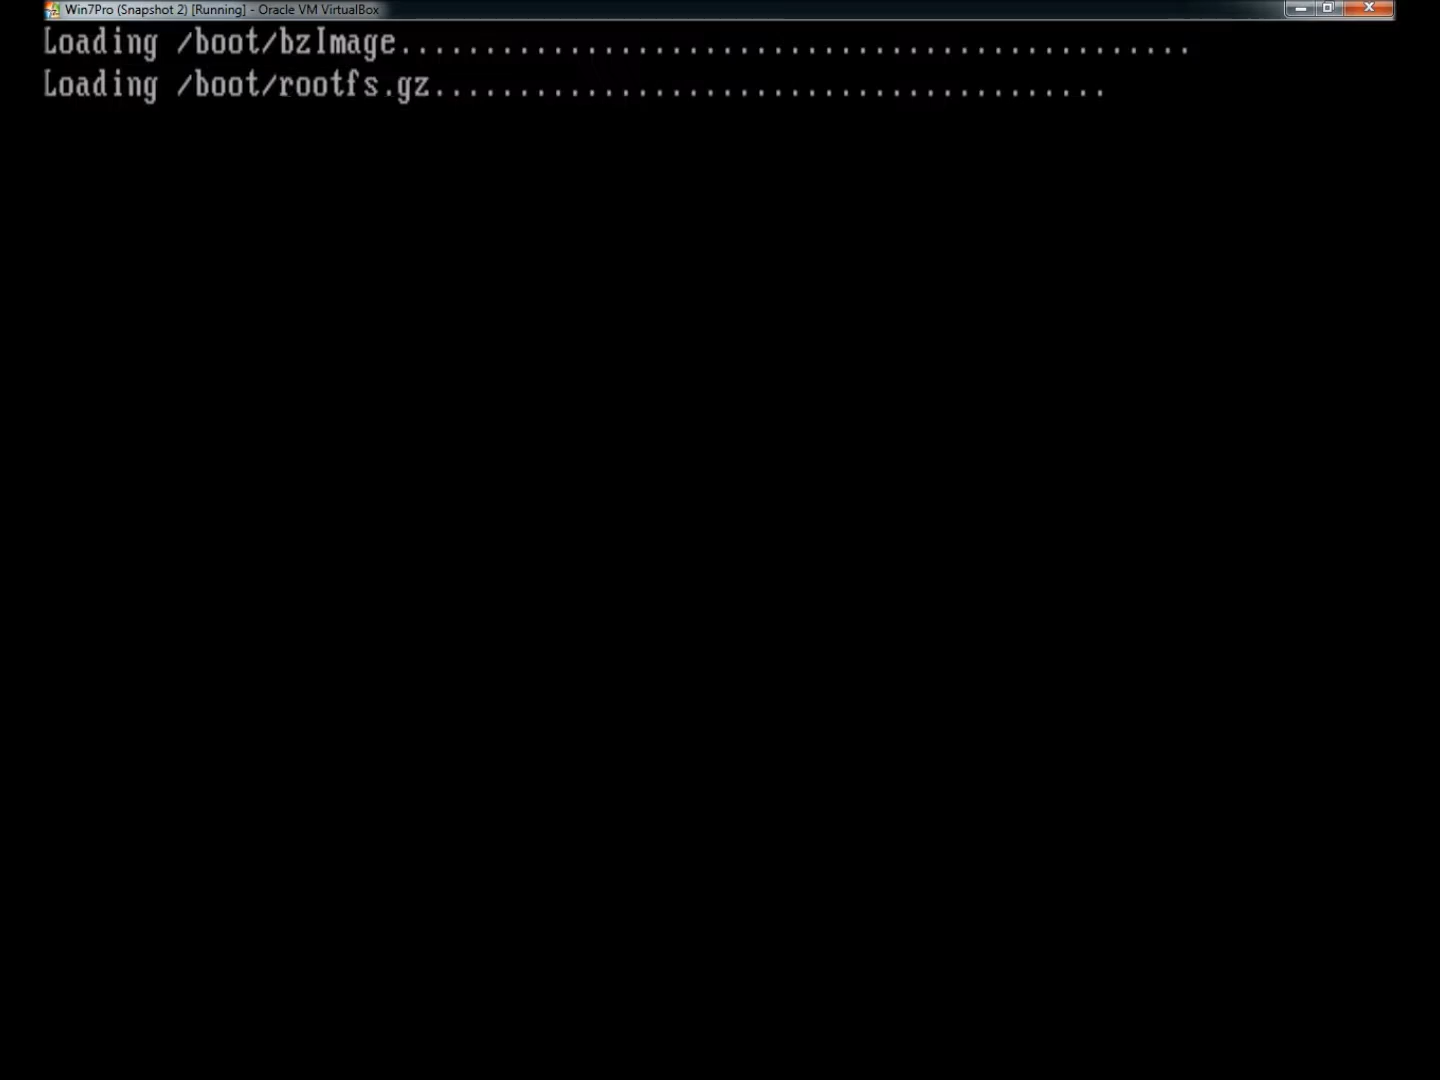 Win7Pro (Snapshot 2) [Running] - Oracle VM VirtualBox
Loading /boot/bzImage...............................................
Loading /boot/rootfs.gz........................................